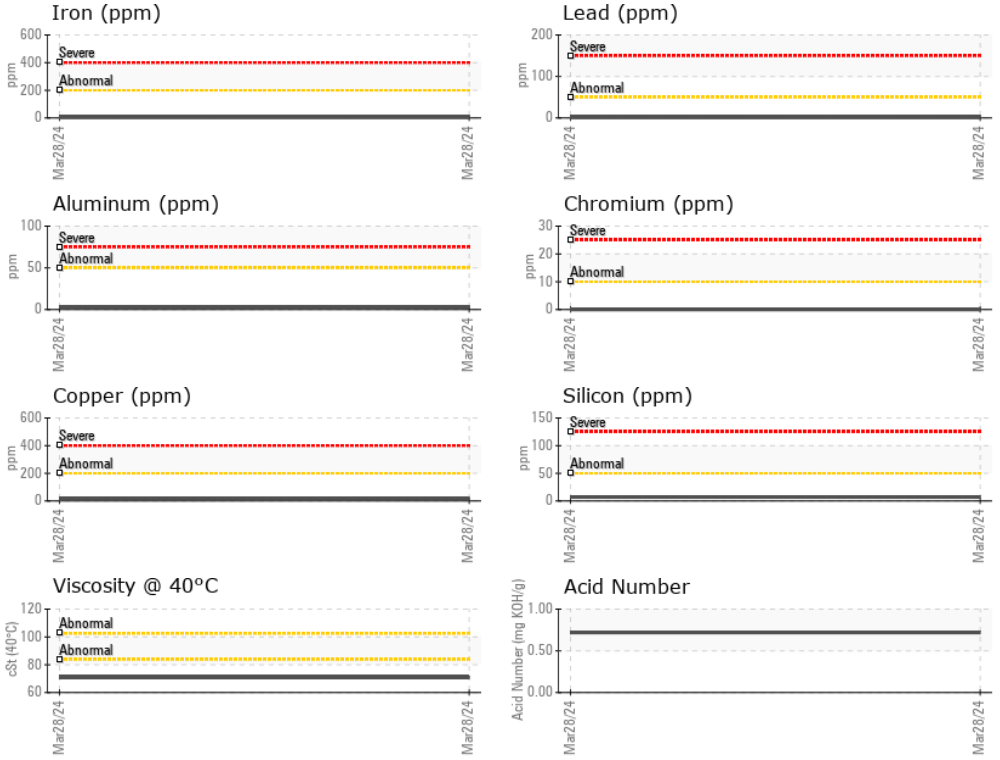 Iron (ppm)
600
400
200
0
ppm
Severe
Abnormal
Mar28/24
Mar28/24
Lead (ppm)
200
100
0
ppm
Severe
Abnormal
Mar28/24
Mar28/24
Aluminum (ppm)
100
50
0
ppm
Severe
Abnormal
Mar28/24
Mar28/24
Chromium (ppm)
30
20
10
0
ppm
Severe
Abnormal
Mar28/24
Mar28/24
Copper (ppm)
600
400
200
0
ppm
Severe
Abnormal
Mar28/24
Mar28/24
Silicon (ppm)
150
100
50
0
ppm
Severe
Abnormal
Mar28/24
Mar28/24
Viscosity @ 40°C
120
100
80
60
cSt (40°C)
Abnormal
Abnormal
Mar28/24
Mar28/24
Acid Number
1.00
0.50
0.00
Acid Number (mg KOH/g)
Mar28/24
Mar28/24